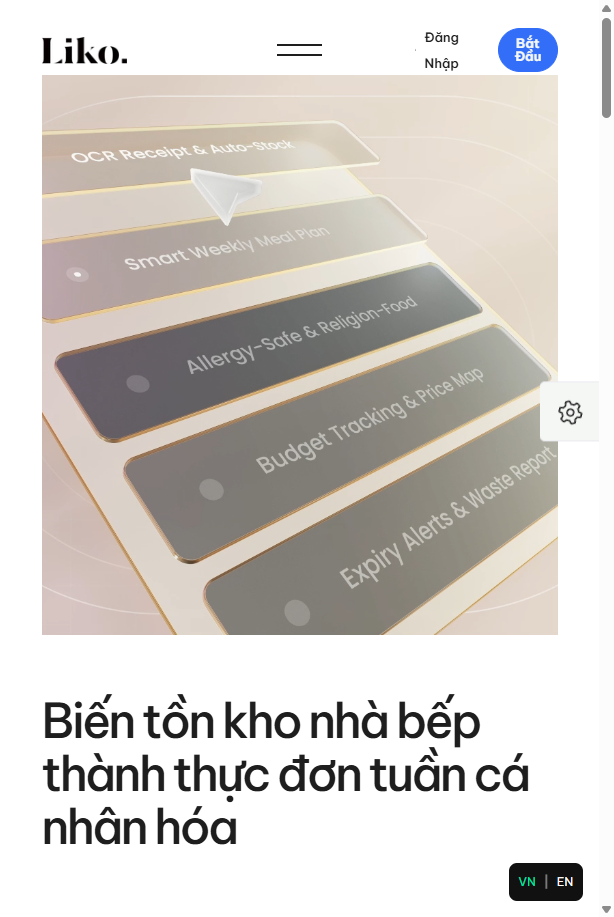 Liko.
Đăng
Nhập
Bắt
Đầu
OCR Receipt & Auto-Stock
Smart Weekly Meal Plan
Allergy-Safe & Religion-Food
Budget Tracking & Price Map
Expiry Alerts & Waste Report
Biến tồn kho nhà bếp
thành thực đơn tuần cá
nhân hóa
VN | EN